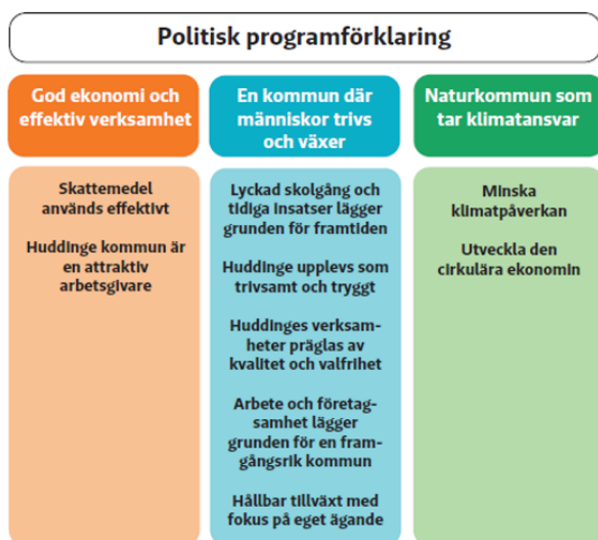 Politisk programförklaring
God ekonomi och
effektiv verksamhet
Skattemedel
används effektivt
Huddinge kommun är
en attraktiv
arbetsgivare
En kommun där
människor trivs
och växer
Lyckad skolgång och
tidiga insatser lägger
grunden för framtiden
Huddinge upplevs som
trivsamt och tryggt
Huddinges verksam-
heter präglas av
kvalitet och valfrihet
Arbete och företag-
samhet lägger
grunden för en fram-
gångsrik kommun
Hållbar tillväxt med
fokus på eget ägande
Naturkommun som
tar klimatansvar
Minska
klimatpåverkan
Utveckla den
cirkulära ekonomin